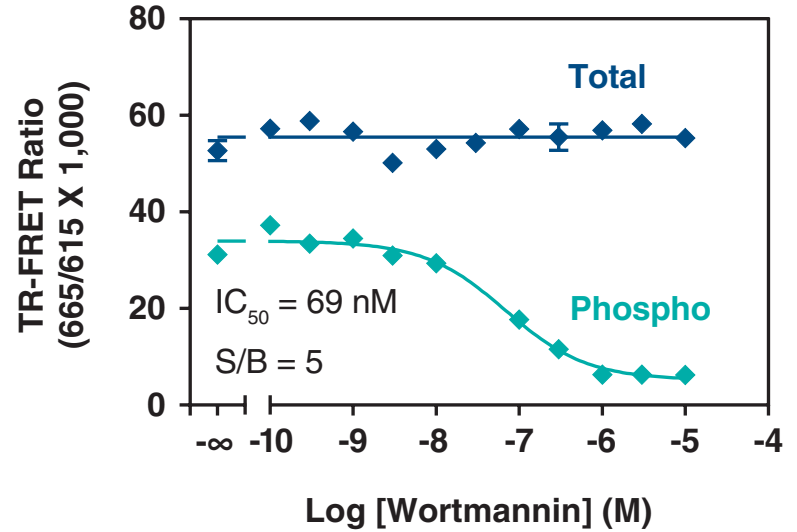 TR-FRET Ratio
(665/615 X 1,000)
80
60
40
20
0
Total
Phospho
IC50 = 69 nM
S/B = 5
-∞ -10 -9 -8 -7 -6 -5 -4
Log [Wortmannin] (M)